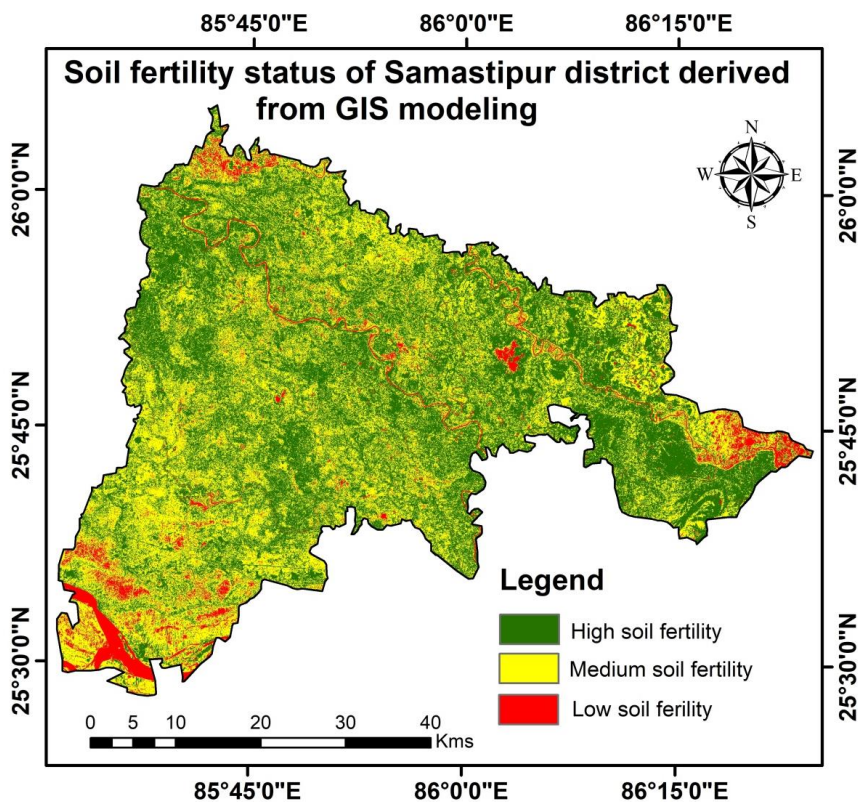 85°45'0"E 86°0'0"E 86°15'0"E
Soil fertility status of Samastipur district derived
from GIS modeling
N
W E
S
26°0'0"N 26°0'0"N
25°45'0"N 25°45'0"N
25°30'0"N 25°30'0"N
Legend
High soil fertility
Medium soil fertility
Low soil ferility
0 5 10 20 30 40
Kms
85°45'0"E 86°0'0"E 86°15'0"E